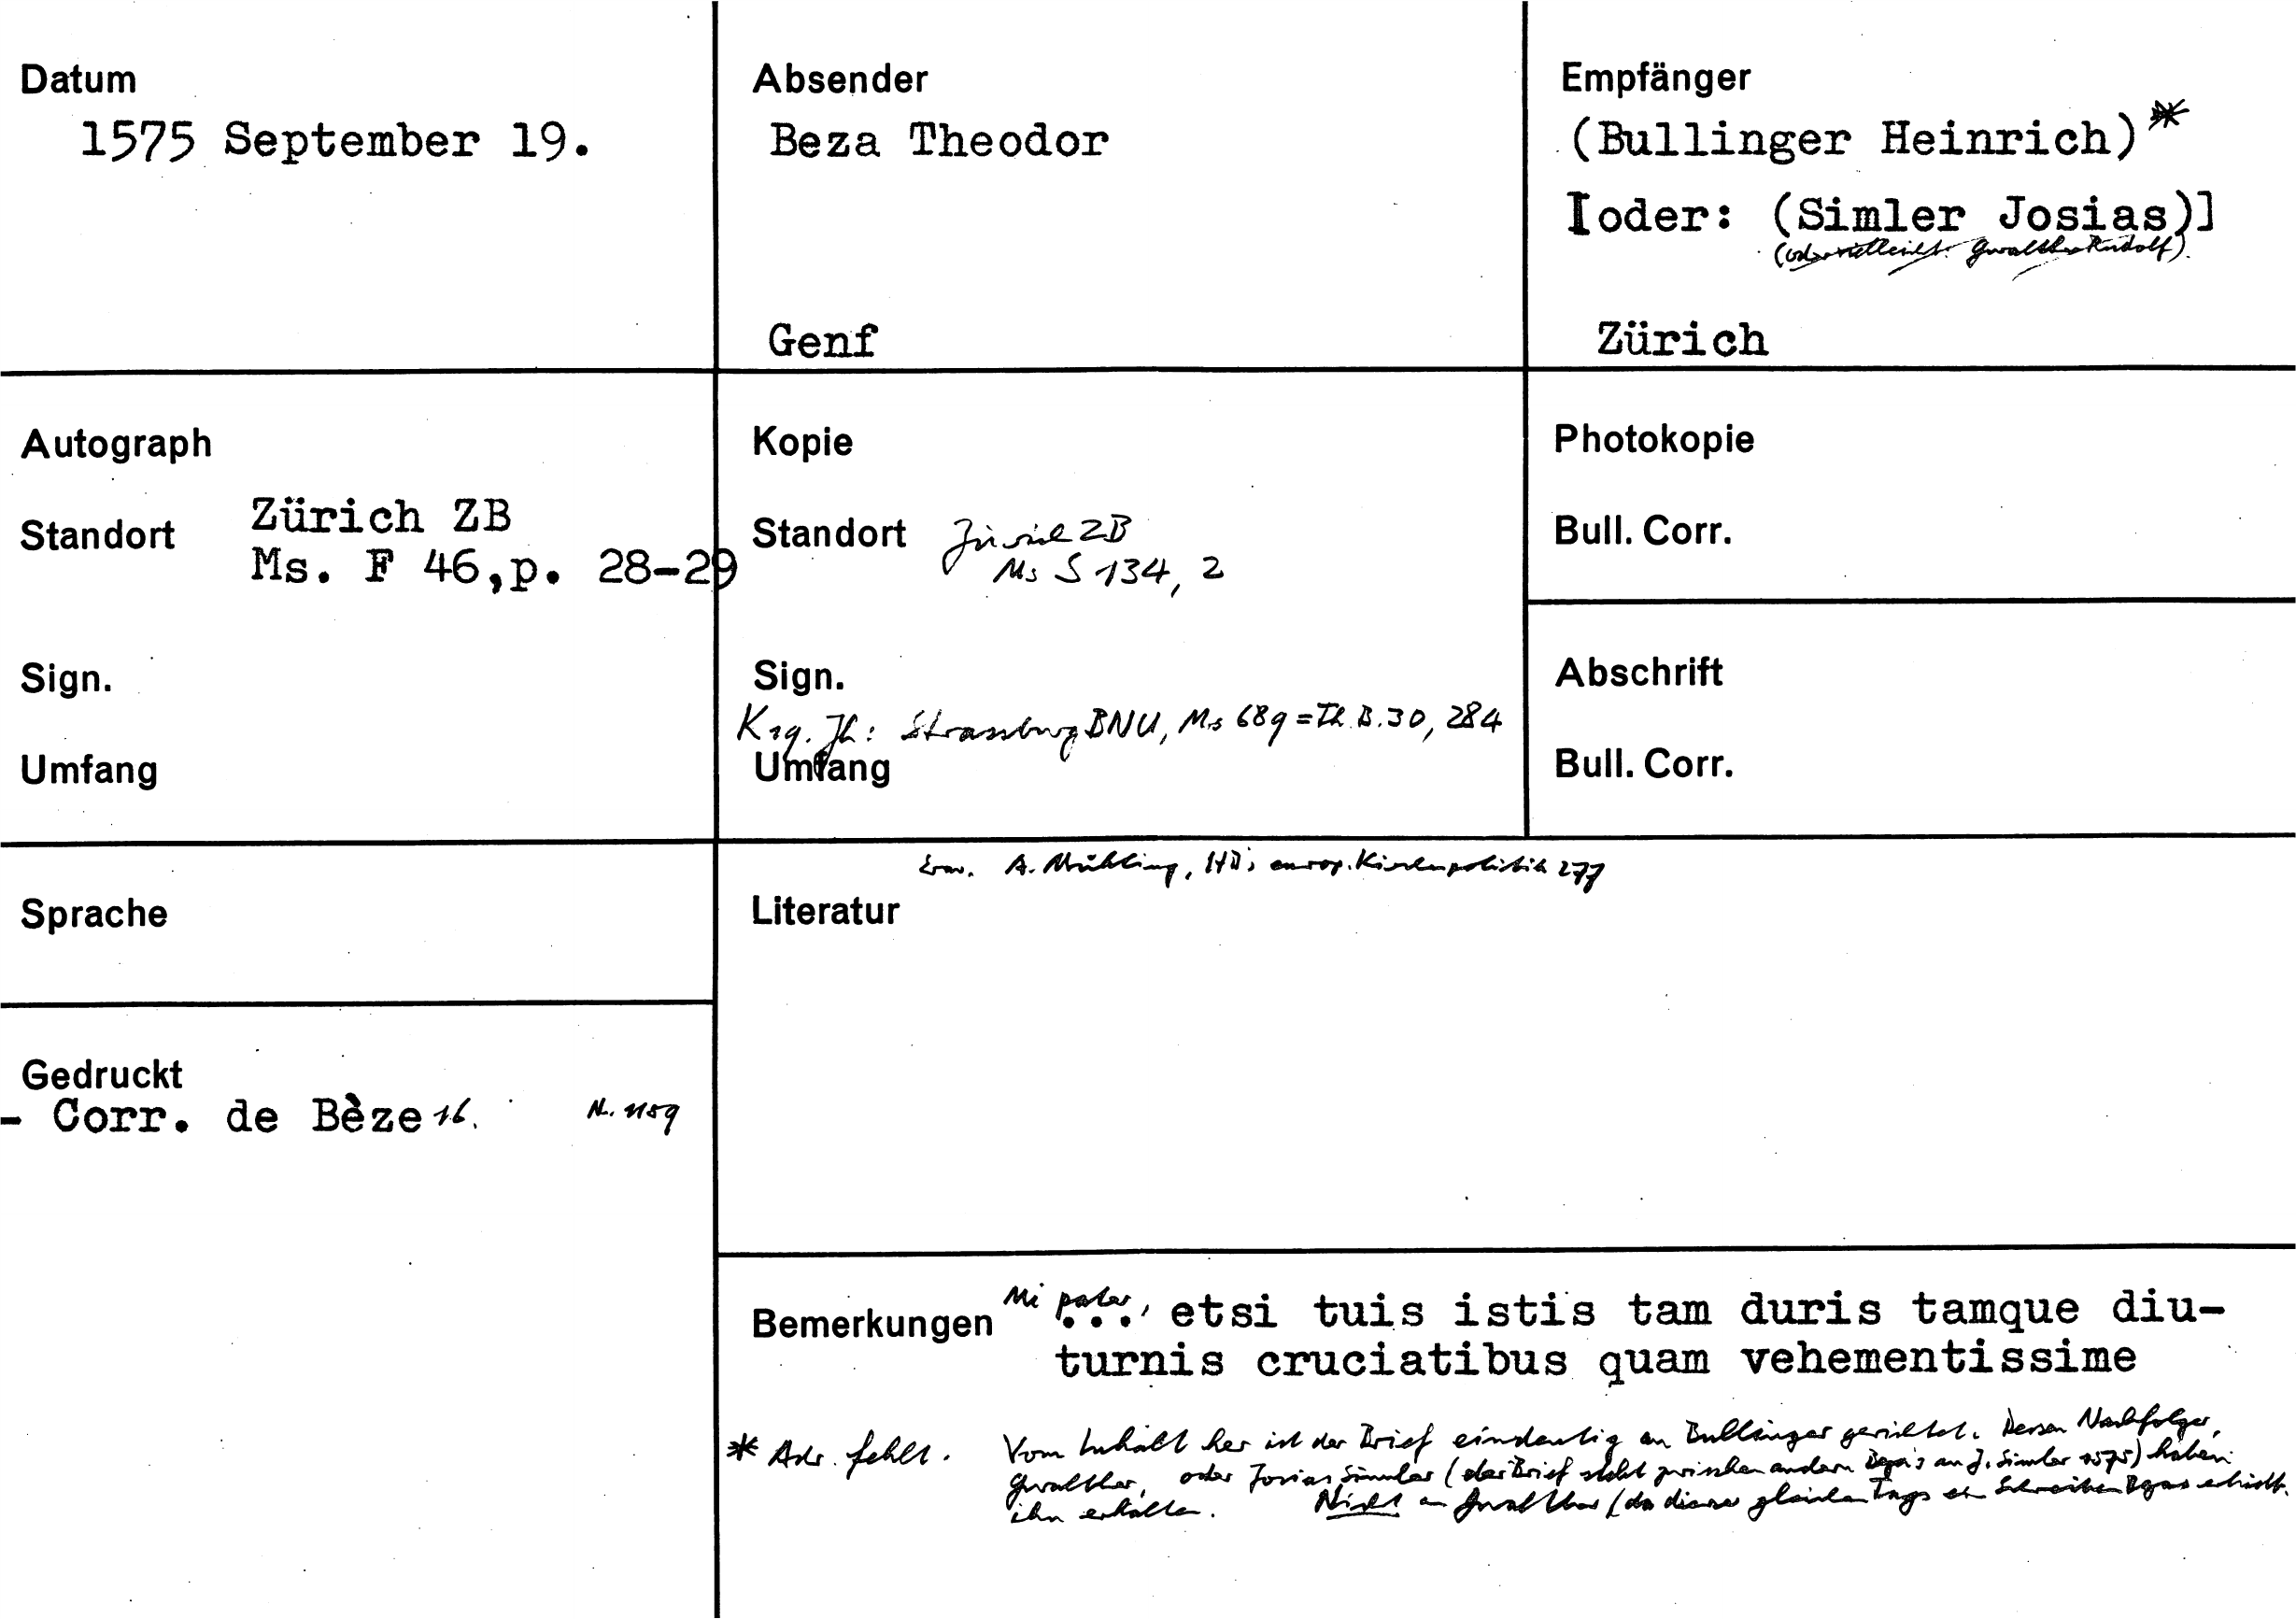 Datum
1575 September 19.
Absender
Beza Theodor
Genf
Empfänger
(Bullinger Heinrich)*
[oder: (Simler Josias)]
(oder vielleicht: Gwalther Rudolf)
Zürich
Autograph
Standort Zürich ZB
Ms. F 46,p. 28-29
Sign.
Umfang
Kopie
Standort Zürich ZB
Ms S 134, 2
Sign.
Strassburg BNU, Ms 689 = Th. B. 30, 284
Umfang
Photokopie
Bull. Corr.
Abschrift
Bull. Corr.
Sprache
Gedruckt
- Corr. de Bèze 16. N. 1159
A. Mühling, HB's europ. Kirchenpolitik 277
Literatur
Bemerkungen Mi pater, ... etsi tuis istis tam duris tamque diu-
turnis cruciatibus quam vehementissime
* Adr. fehlt. Vom Inhalt her ist der Brief eindeutig an Bullinger gerichtet. Dessen Nachfolger,
Gwalther, oder Josias Simler (der Brief steht zwischen andern Beza's an J. Simler 1575) haben
ihn erhalten. Nicht an Gwalther (da dieser gleichen Tags ein Schreiben Bezas erhielt.